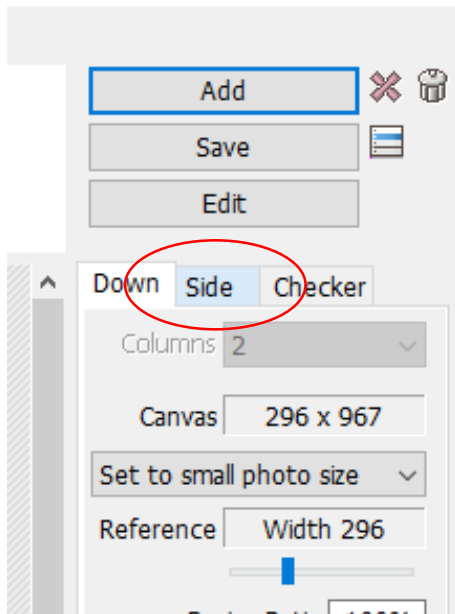 Add
Save
Edit
Down Side Checker
Columns 2
Canvas 296 x 967
Set to small photo size
Reference Width 296